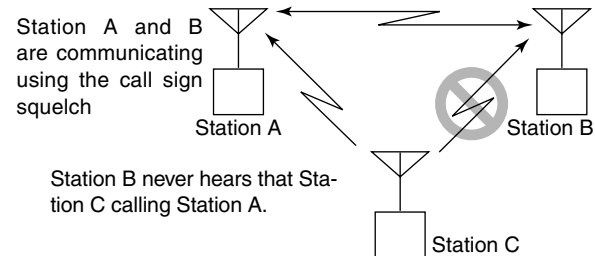 Station A and B
are communicating
using the call sign
squelch
Station A
Station B
Station B never hears that Sta-
tion C calling Station A.
Station C